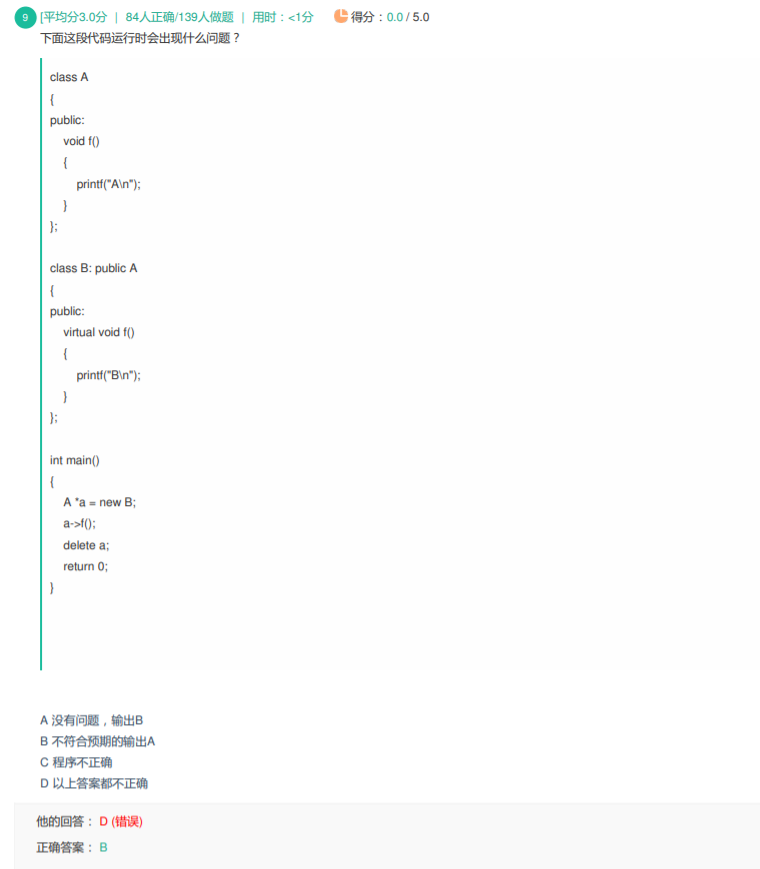 9 [平均分3.0分 | 84人正确/139人做题 | 用时：<1分 得分：0.0 / 5.0
下面这段代码运行时会出现什么问题？
class A
{
public:
void f()
{
printf("A\n");
}
};
class B: public A
{
public:
virtual void f()
{
printf("B\n");
}
};
int main()
{
A *a = new B;
a->f();
delete a;
return 0;
}
A 没有问题，输出B
B 不符合预期的输出A
C 程序不正确
D 以上答案都不正确
他的回答： D (错误)
正确答案： B